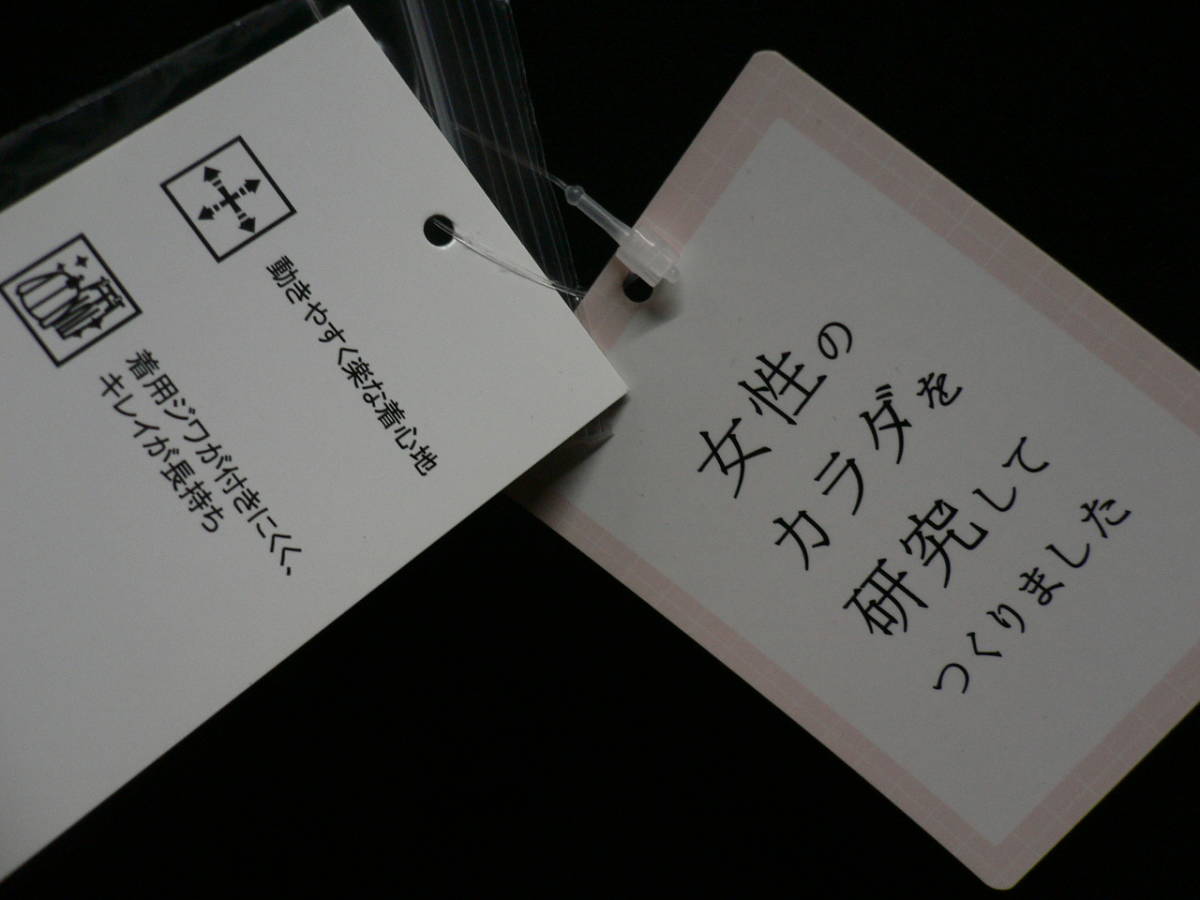 動きやすく楽な着心地
着用ジワが付きにくく、
キレイが長持ち
女性の
カラダを
研究して
つくりました